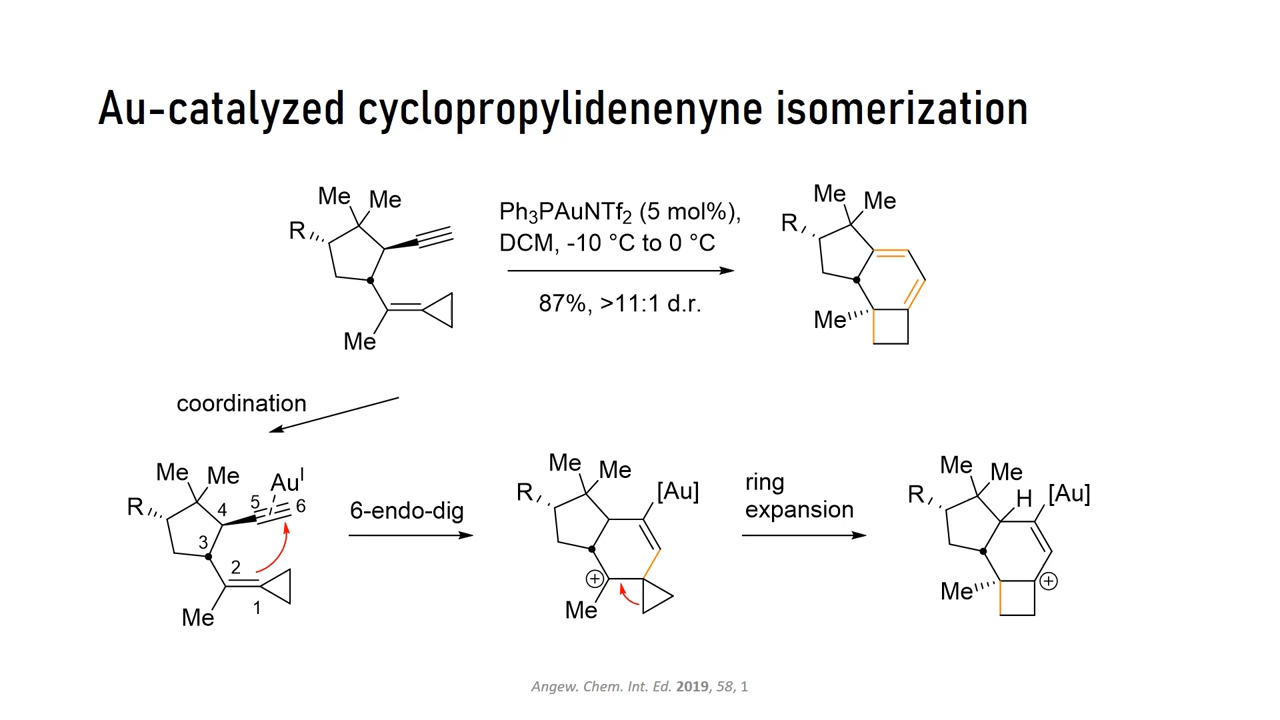 Au-catalyzed cyclopropylidenenyne isomerization
Me Me
R
Me
Ph3PAuNTf2 (5 mol%),
DCM, -10 °C to 0 °C
87%, >11:1 d.r.
Me Me
R
Me
coordination
Me Me AuI
R 4 5 6
3
2
1
Me
6-endo-dig
Me Me [Au]
R
+
Me
ring
expansion
Me Me [Au]
R H
Me +
Angew. Chem. Int. Ed. 2019, 58, 1